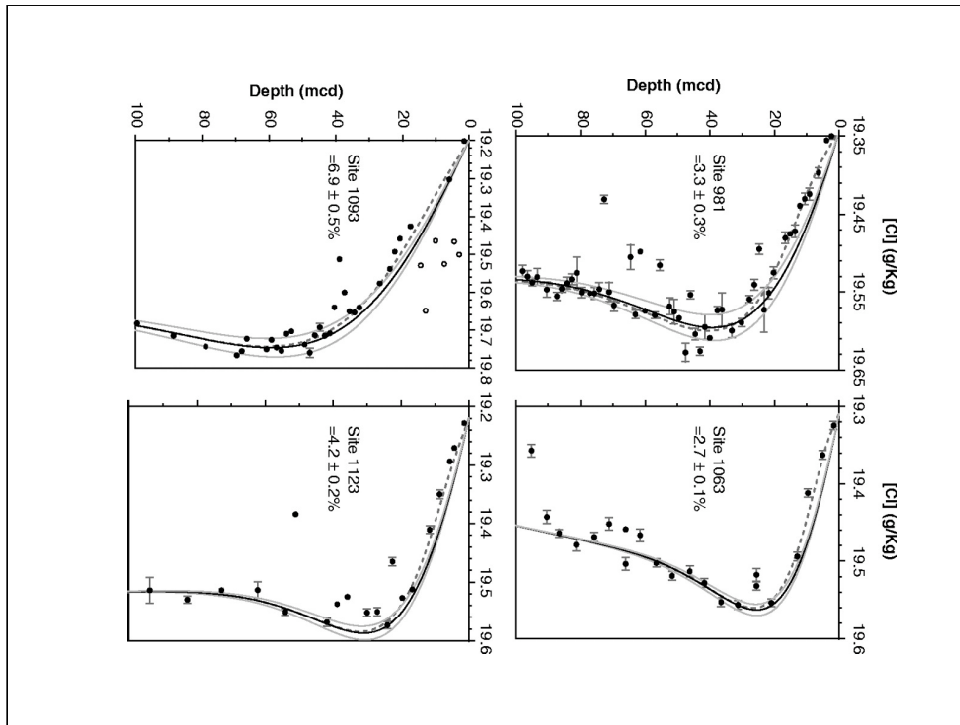 Depth (mcd)
100
80
60
40
20
0
19.2
19.3
19.4
19.5
19.6
19.7
19.8
Site 1093
=6.9 ± 0.5%
Depth (mcd)
100
80
60
40
20
0
19.35
19.45
19.55
19.65
[Cl] (g/Kg)
Site 981
=3.3 ± 0.3%
19.2
19.3
19.4
19.5
19.6
Site 1123
=4.2 ± 0.2%
19.3
19.4
19.5
19.6
[Cl] (g/Kg)
Site 1063
=2.7 ± 0.1%